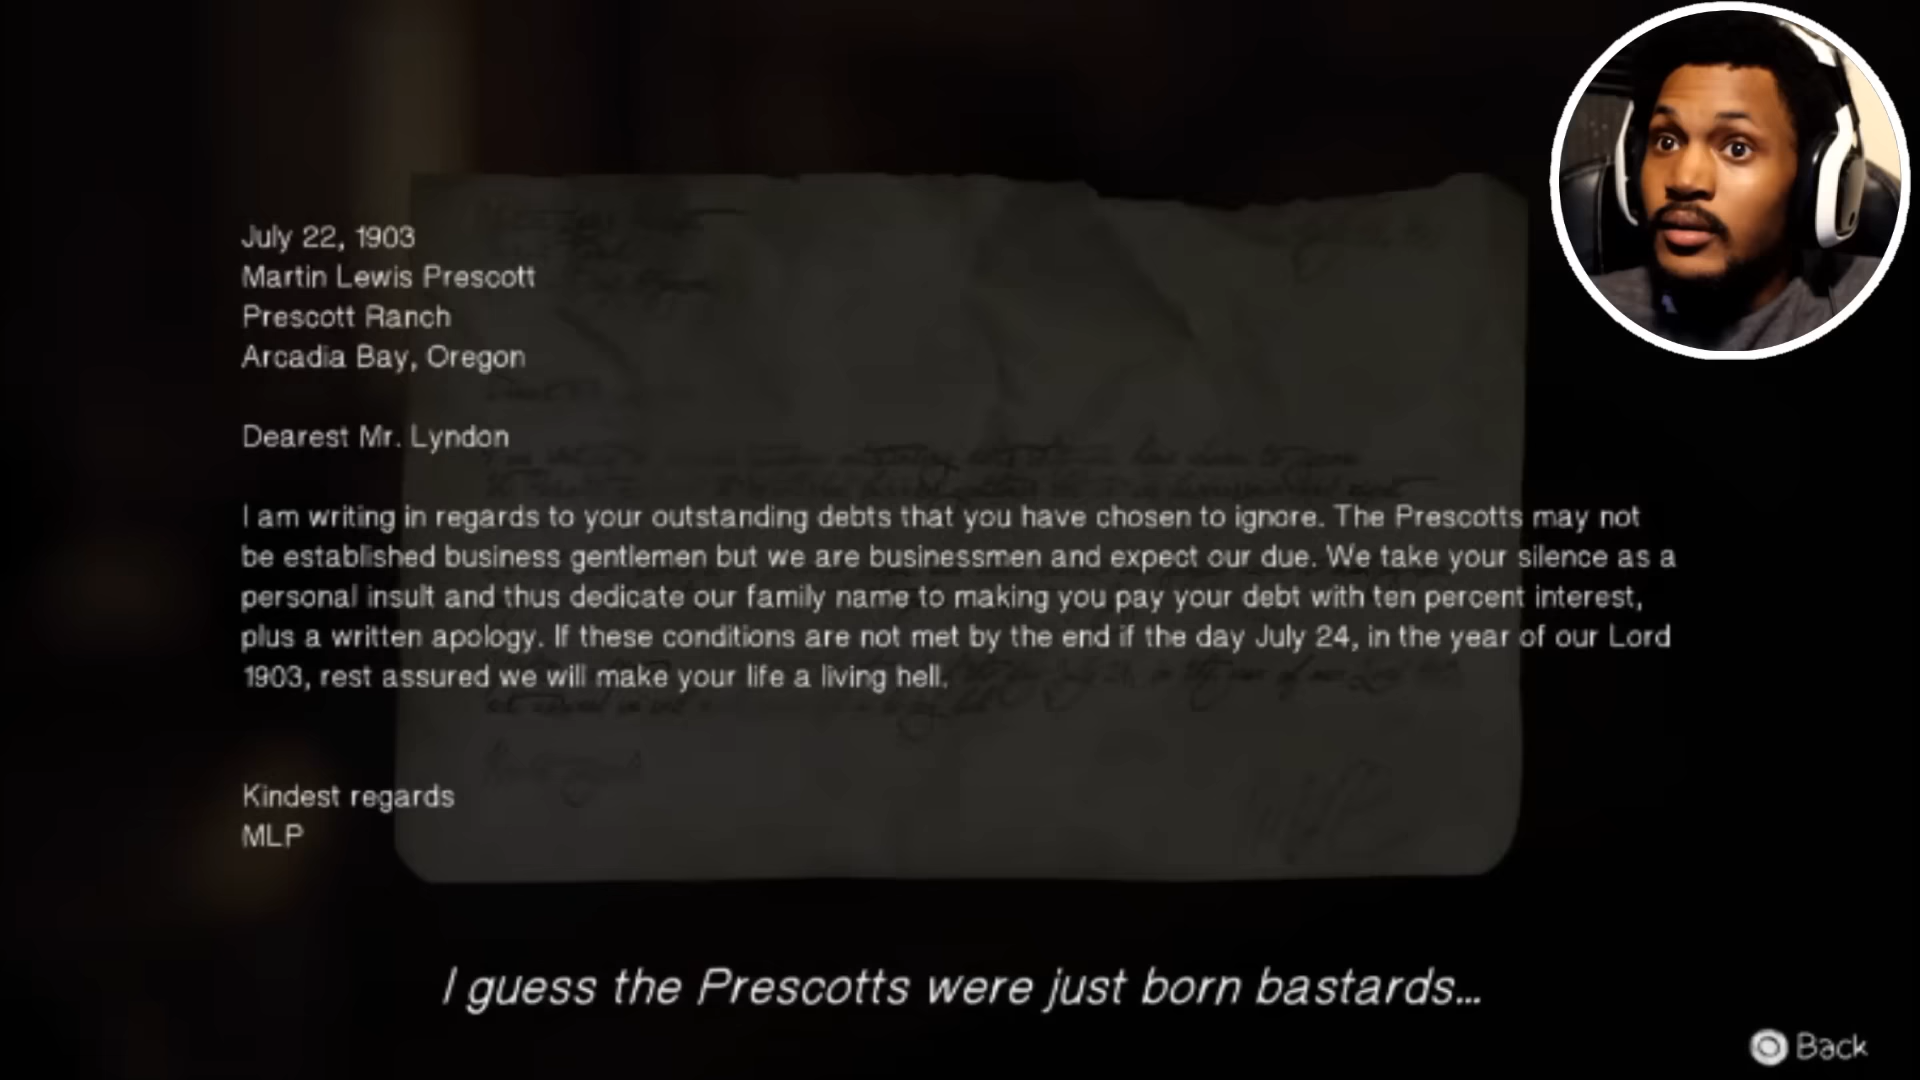 July 22, 1903
Martin Lewis Prescott
Prescott Ranch
Arcadia Bay, Oregon
Dearest Mr. Lyndon
I am writing in regards to your outstanding debts that you have chosen to ignore. The Prescotts may not
be established business gentlemen but we are businessmen and expect our due. We take your silence as a
personal insult and thus dedicate our family name to making you pay your debt with ten percent interest,
plus a written apology. If these conditions are not met by the end if the day July 24, in the year of our Lord
1903, rest assured we will make your life a living hell.
Kindest regards
MLP
I guess the Prescotts were just born bastards...
Back